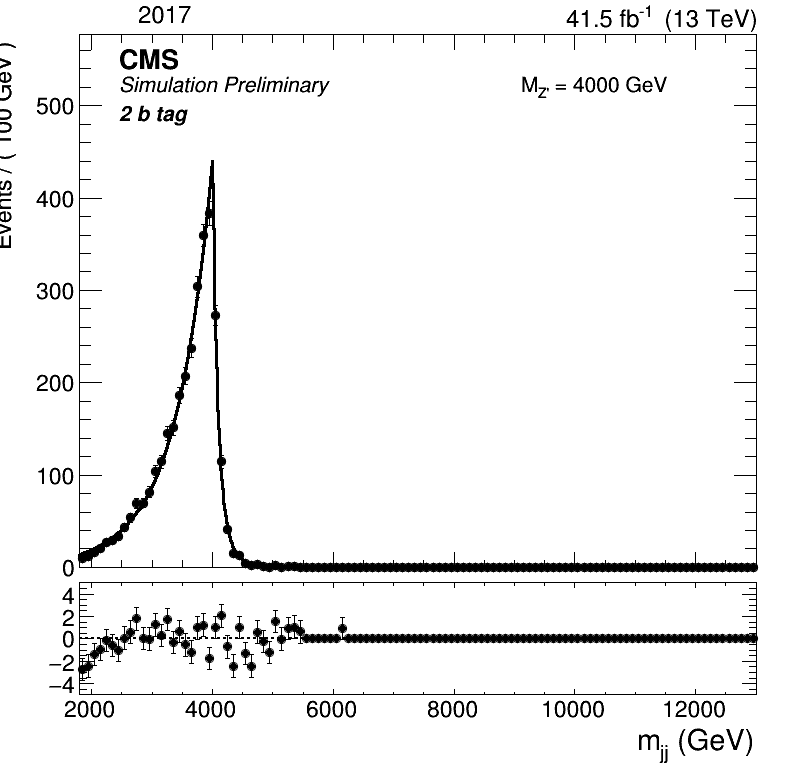 2017 41.5 fb⁻¹ (13 TeV)
CMS
Simulation Preliminary
M_Z' = 4000 GeV
2 b tag
Events / ( 100 GeV )
500
400
300
200
100
0
4
2
0
−2
−4
2000 4000 6000 8000 10000 12000
m_jj (GeV)